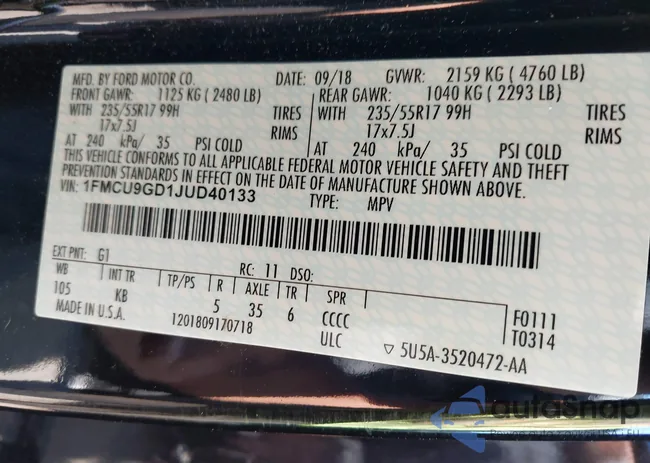 MFD. BY FORD MOTOR CO. DATE: 09/18 GVWR: 2159 KG ( 4760 LB)
FRONT GAWR: 1125 KG ( 2480 LB) REAR GAWR: 1040 KG ( 2293 LB)
WITH 235/55R17 99H TIRES WITH 235/55R17 99H TIRES
17x7.5J RIMS 17x7.5J RIMS
AT 240 kPa/ 35 PSI COLD AT 240 kPa/ 35 PSI COLD
THIS VEHICLE CONFORMS TO ALL APPLICABLE FEDERAL MOTOR VEHICLE SAFETY AND THEFT
PREVENTION STANDARDS IN EFFECT ON THE DATE OF MANUFACTURE SHOWN ABOVE.
VIN: 1FMCU9GD1JUD40133 TYPE: MPV
EXT PNT: G1 RC: 11 DSO:
WB INT TR TP/PS R AXLE TR SPR
105 KB 5 35 6 CCCC F0111
MADE IN U.S.A. 1201809170718 ULC T0314
▽ 5U5A-3520472-AA
autoSnap